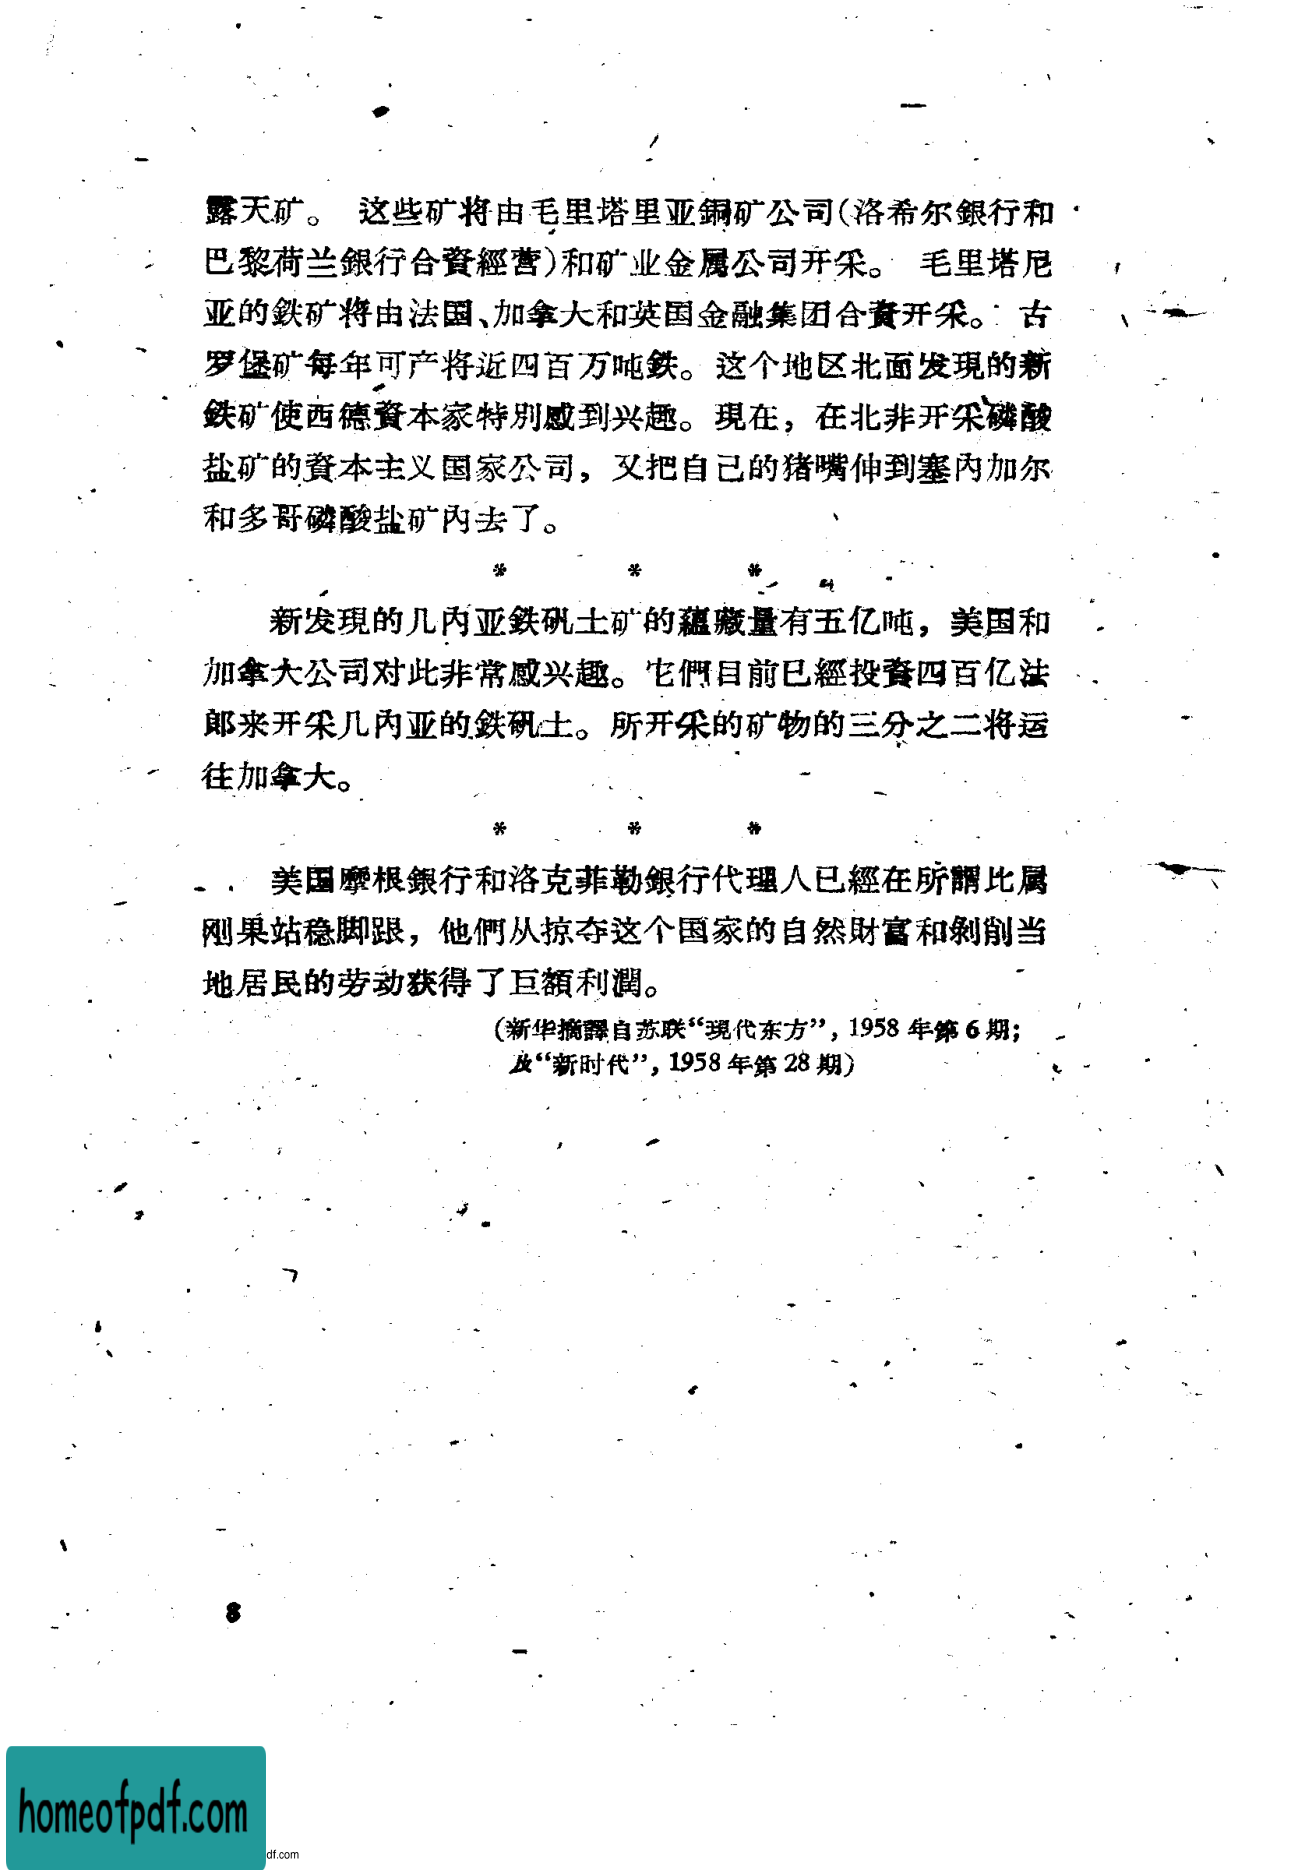 露天矿。 这些矿将由毛里塔里亚銅矿公司(洛希尔銀行和
巴黎荷兰銀行合資經营)和矿业金属公司开采。 毛里塔尼
亚的鉄矿将由法国、加拿大和英国金融集团合資开采。 古
罗堡矿每年可产将近四百万吨鉄。这个地区北面发現的新
鉄矿使西德資本家特別感到兴趣。現在，在北非开采磷酸
盐矿的資本主义国家公司，又把自己的猪嘴伸到塞內加尔
和多哥磷酸盐矿內去了。
* * *
新发現的几內亚鉄矾土矿的蘊藏量有五亿吨，美国和
加拿大公司对此非常感兴趣。它們目前已經投資四百亿法
郎来开采几內亚的鉄矾土。所开采的矿物的三分之二将运
往加拿大。
* * *
美国摩根銀行和洛克菲勒銀行代理人已經在所謂比属
刚果站稳脚跟，他們从掠夺这个国家的自然財富和剝削当
地居民的劳动获得了巨額利潤。
(新华摘譯自苏联“現代东方”，1958 年第 6 期；
及“新时代”，1958 年第 28 期)
8
homeofpdf.com
df.com